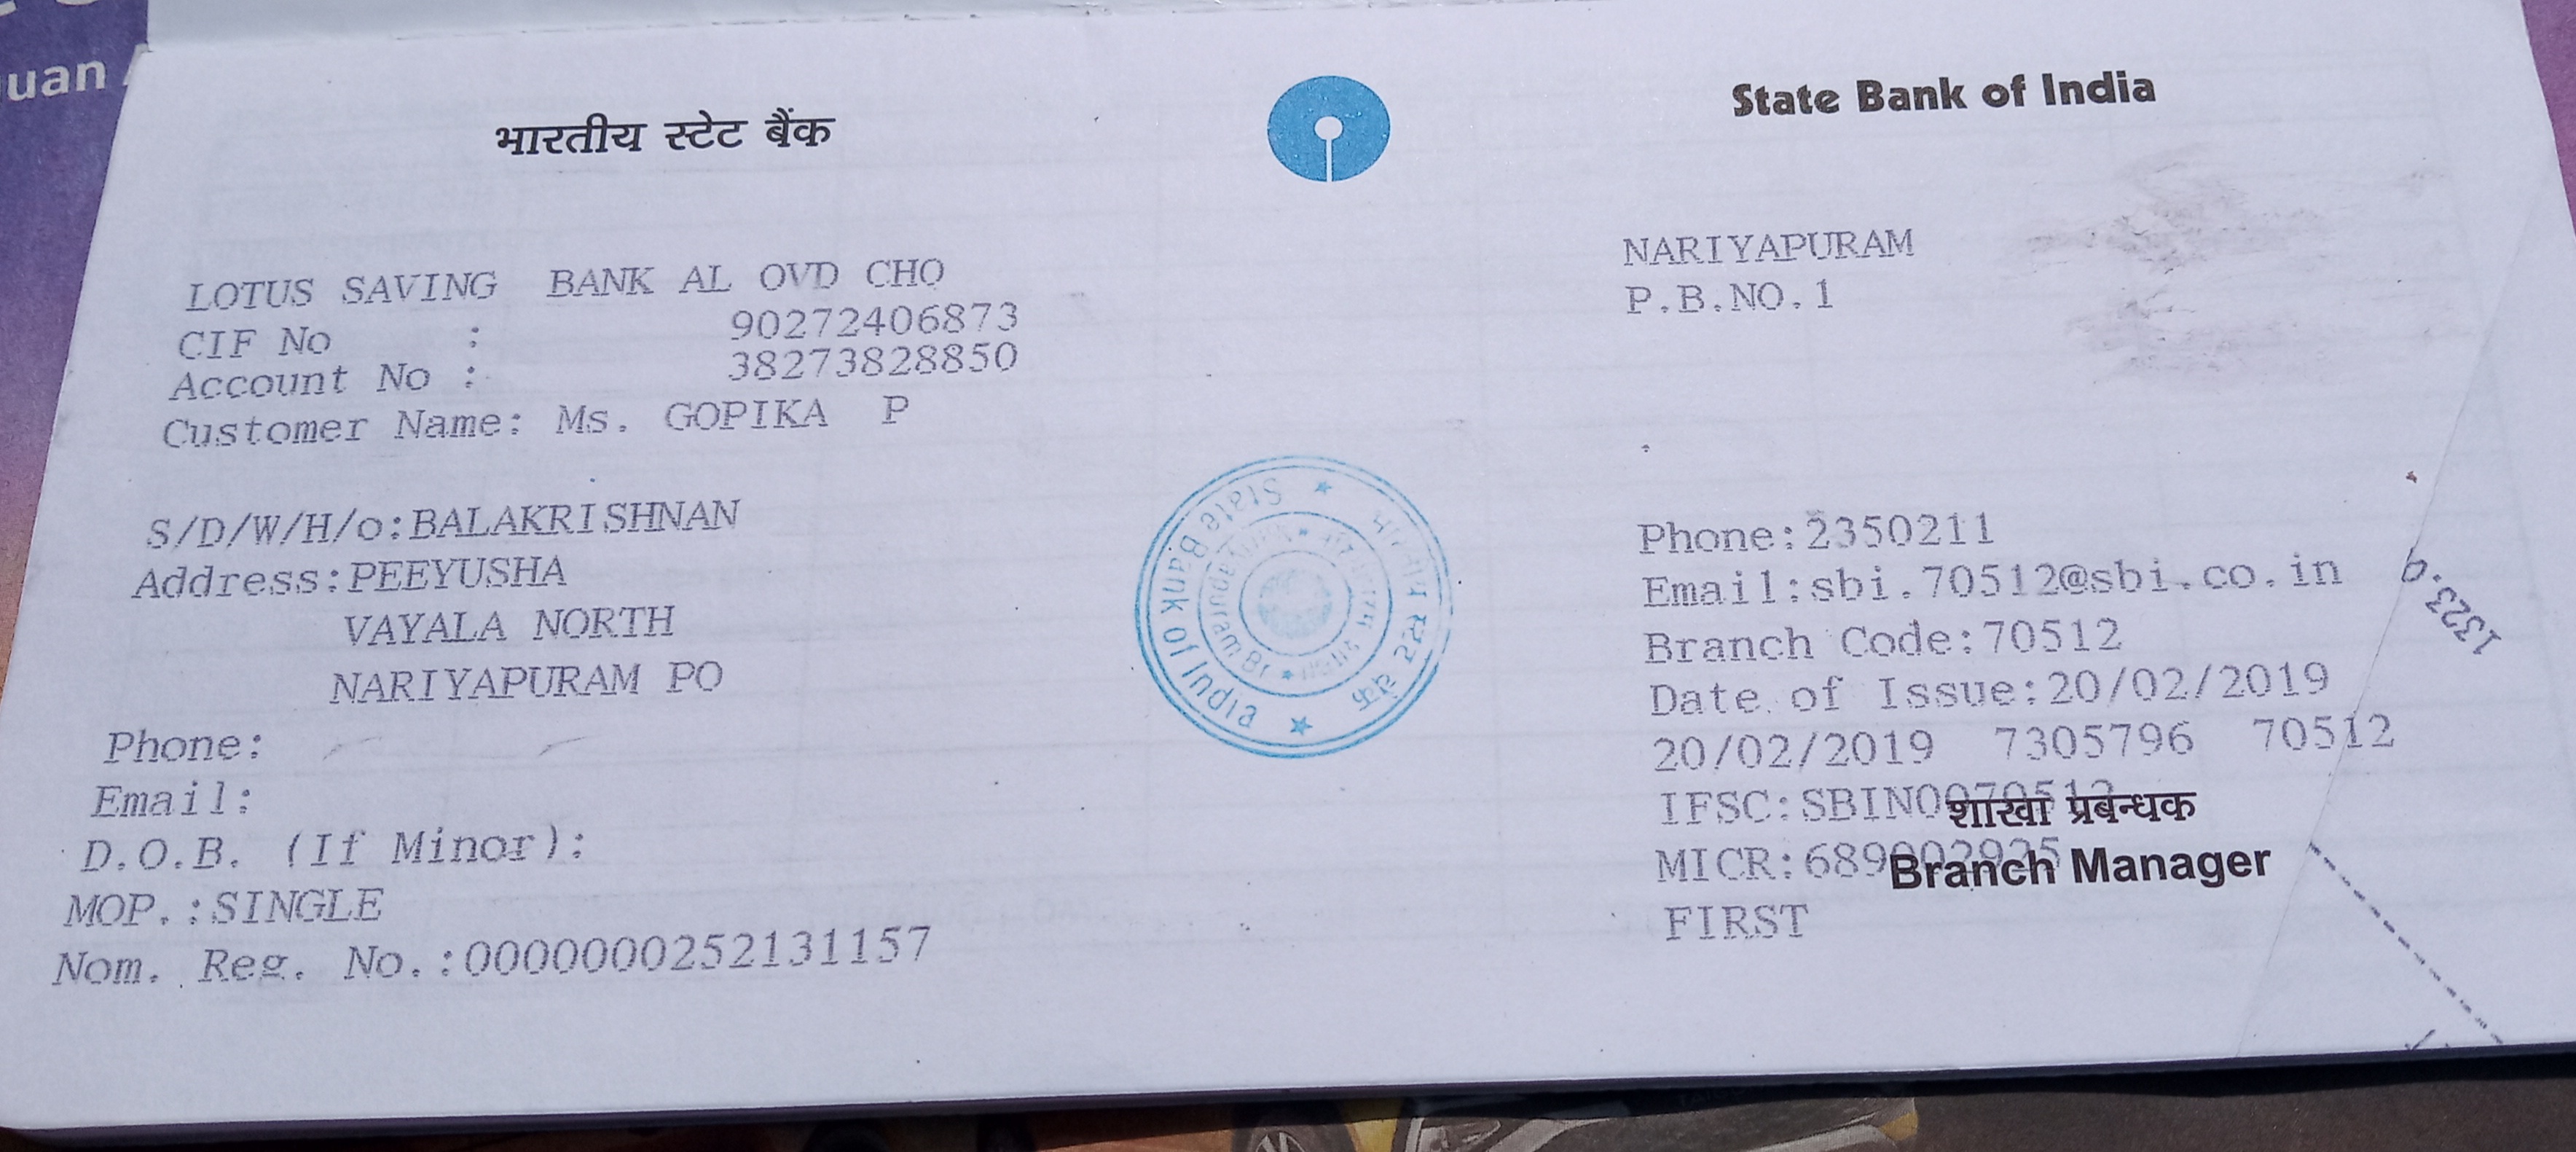 uan
भारतीय स्टेट बैंक
State Bank of India
LOTUS SAVING BANK AL OVD CHO
CIF No : 90272406873
Account No : 38273828850
Customer Name: Ms. GOPIKA P
S/D/W/H/o:BALAKRISHNAN
Address:PEEYUSHA
VAYALA NORTH
NARIYAPURAM PO
Phone:
Email:
D.O.B. (If Minor):
MOP.:SINGLE
Nom. Reg. No.:0000000252131157
State Bank of India
Nariyapuram Br
NARIYAPURAM
P.B.NO.1
Phone:2350211
Email:sbi.70512@sbi.co.in
Branch Code:70512
Date of Issue:20/02/2019
20/02/2019 7305796 70512
IFSC:SBIN0070512
शाखा प्रबन्धक
MICR:689002925
Branch Manager
FIRST